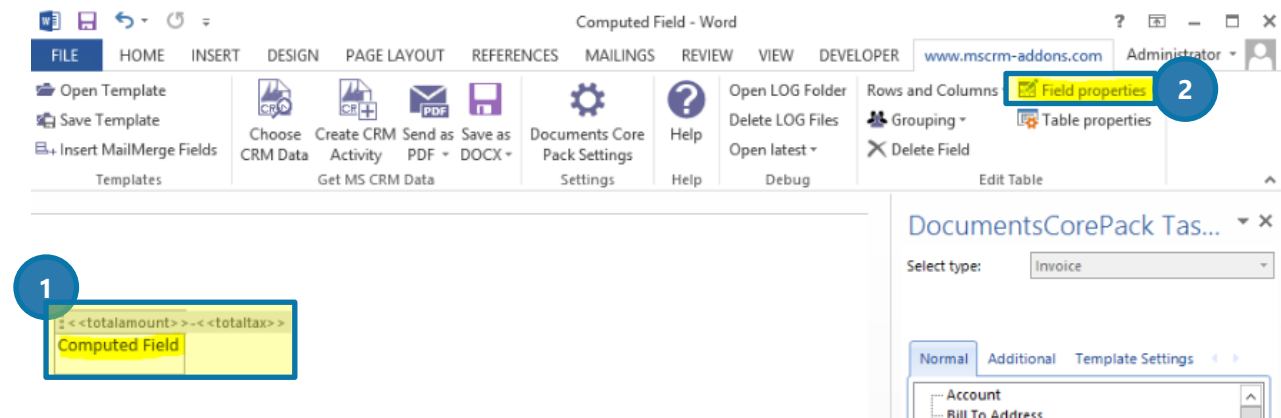 Computed Field - Word
?
FILE HOME INSERT DESIGN PAGE LAYOUT REFERENCES MAILINGS REVIEW VIEW DEVELOPER www.mscrm-addons.com Administrator
Open Template
Save Template
Insert MailMerge Fields
Templates
Choose CRM Data
Create CRM Activity
Send as PDF
Save as DOCX
Get MS CRM Data
Documents Core Pack Settings
Settings
Help
Help
Open LOG Folder
Delete LOG Files
Open latest
Debug
Rows and Columns
Grouping
Delete Field
Field properties
Table properties
Edit Table
2
1
<<totalamount>>-<<totaltax>>
Computed Field
DocumentsCorePack Tas...
Select type: Invoice
Normal Additional Template Settings
Account
Bill To Address